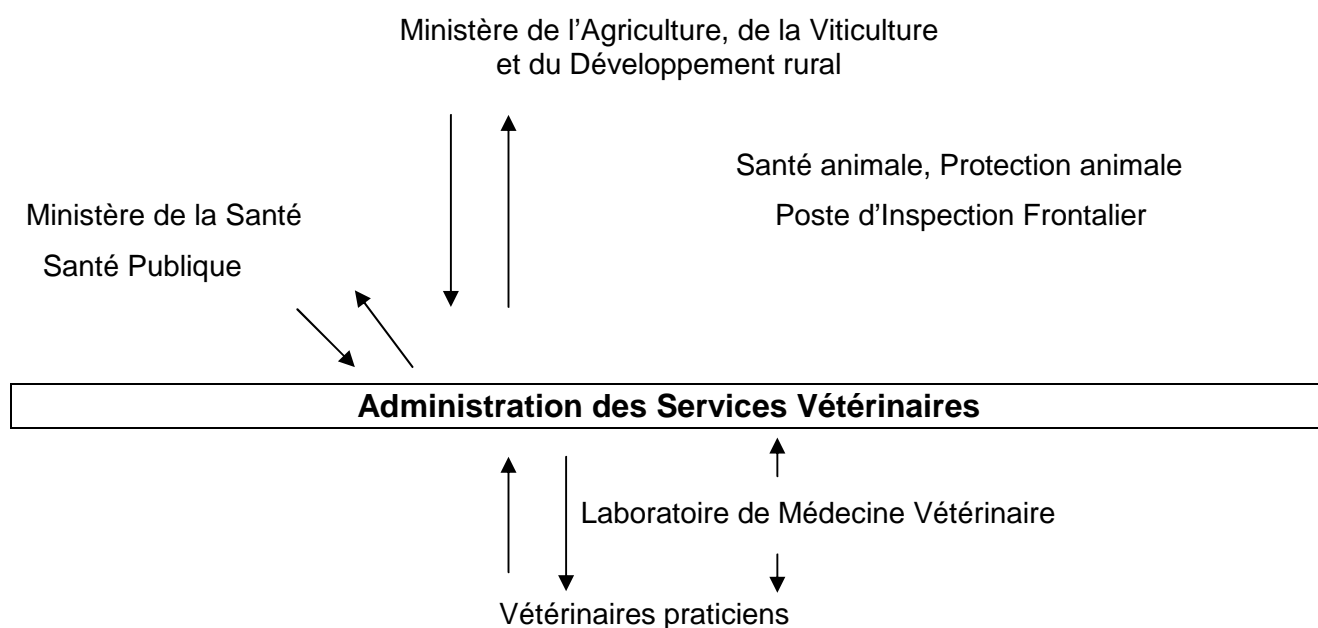 Ministère de l’Agriculture, de la Viticulture
et du Développement rural
Santé animale, Protection animale
Ministère de la Santé
Poste d’Inspection Frontalier
Santé Publique
Administration des Services Vétérinaires
Laboratoire de Médecine Vétérinaire
Vétérinaires praticiens